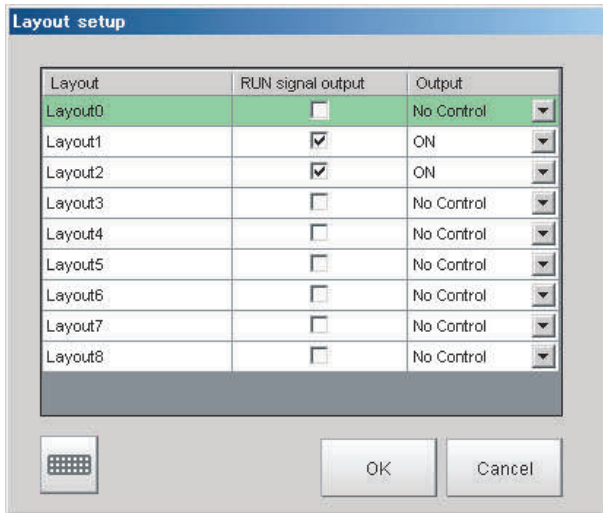 Layout setup
Layout RUN signal output Output
Layout0 No Control
Layout1 ON
Layout2 ON
Layout3 No Control
Layout4 No Control
Layout5 No Control
Layout6 No Control
Layout7 No Control
Layout8 No Control
OK Cancel